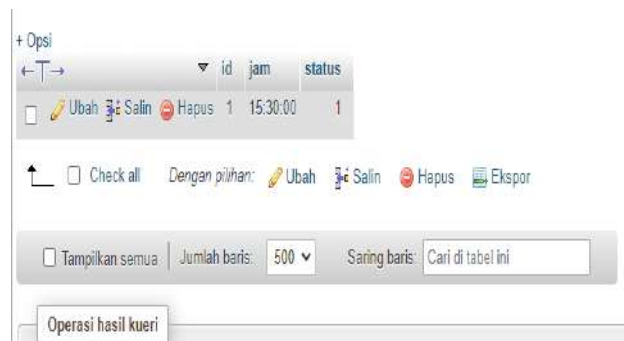 + Opsi
←T→ ▼ id jam status
Ubah Salin Hapus 1 15:30:00 1
Check all Dengan pilihan: Ubah Salin Hapus Ekspor
Tampilkan semua | Jumlah baris: 500 Saring baris: Cari di tabel ini
Operasi hasil kueri